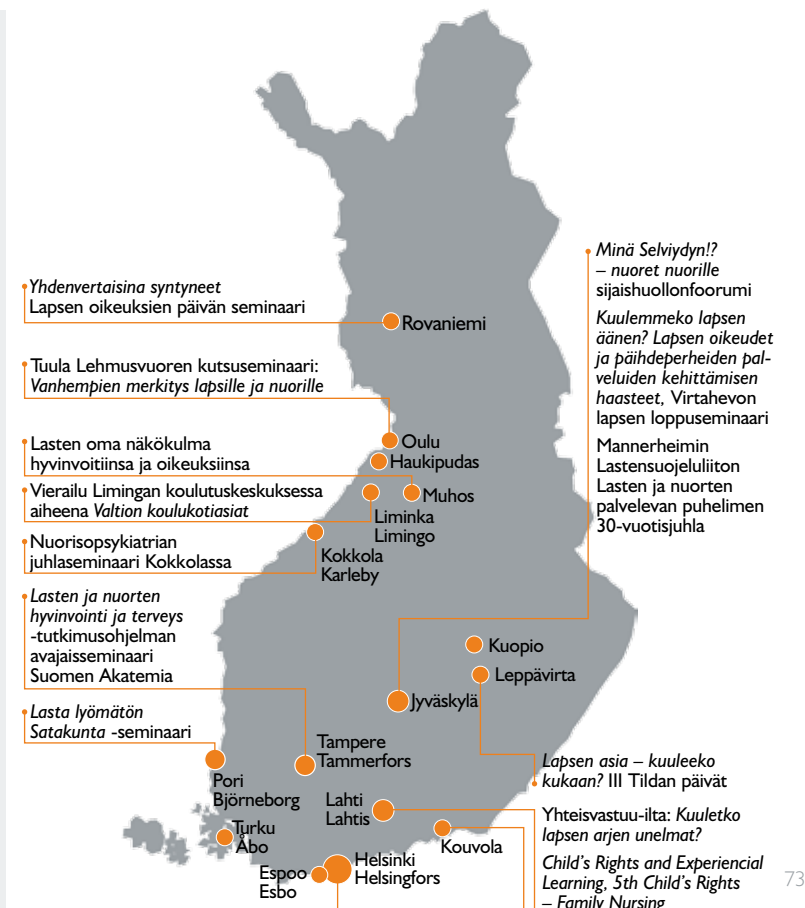 Yhdenvertaisina syntyneet
Lapsen oikeuksien päivän seminaari
Tuula Lehmusvuoren kutsuseminaari:
Vanhempien merkitys lapsille ja nuorille
Lasten oma näkökulma
hyvinvoitiinsa ja oikeuksiinsa
Vierailu Limingan koulutuskeskuksessa
aiheena Valtion koulukotiasiat
Nuorisopsykiatrian
juhlaseminaari Kokkolassa
Lasten ja nuorten
hyvinvointi ja terveys
-tutkimusohjelman
avajaisseminaari
Suomen Akatemia
Lasta lyömätön
Satakunta -seminaari
Rovaniemi
Oulu
Haukipudas
Muhos
Liminka
Limingo
Kokkola
Karleby
Kuopio
Leppävirta
Jyväskylä
Tampere
Tammerfors
Pori
Björneborg
Lahti
Lahtis
Turku
Åbo
Kouvola
Espoo
Esbo
Helsinki
Helsingfors
Minä Selviydyn!?
– nuoret nuorille
sijaishuollonfoorumi
Kuulemmeko lapsen
äänen? Lapsen oikeudet
ja päihdeperheiden pal-
veluiden kehittämisen
haasteet, Virtahevon
lapsen loppuseminaari
Mannerheimin
Lastensuojeluliiton
Lasten ja nuorten
palvelevan puhelimen
30-vuotisjuhla
Lapsen asia – kuuleeko
kukaan? III Tildan päivät
Yhteisvastuu-ilta: Kuuletko
lapsen arjen unelmat?
Child's Rights and Experiencial
Learning, 5th Child's Rights
– Family Nursing
73